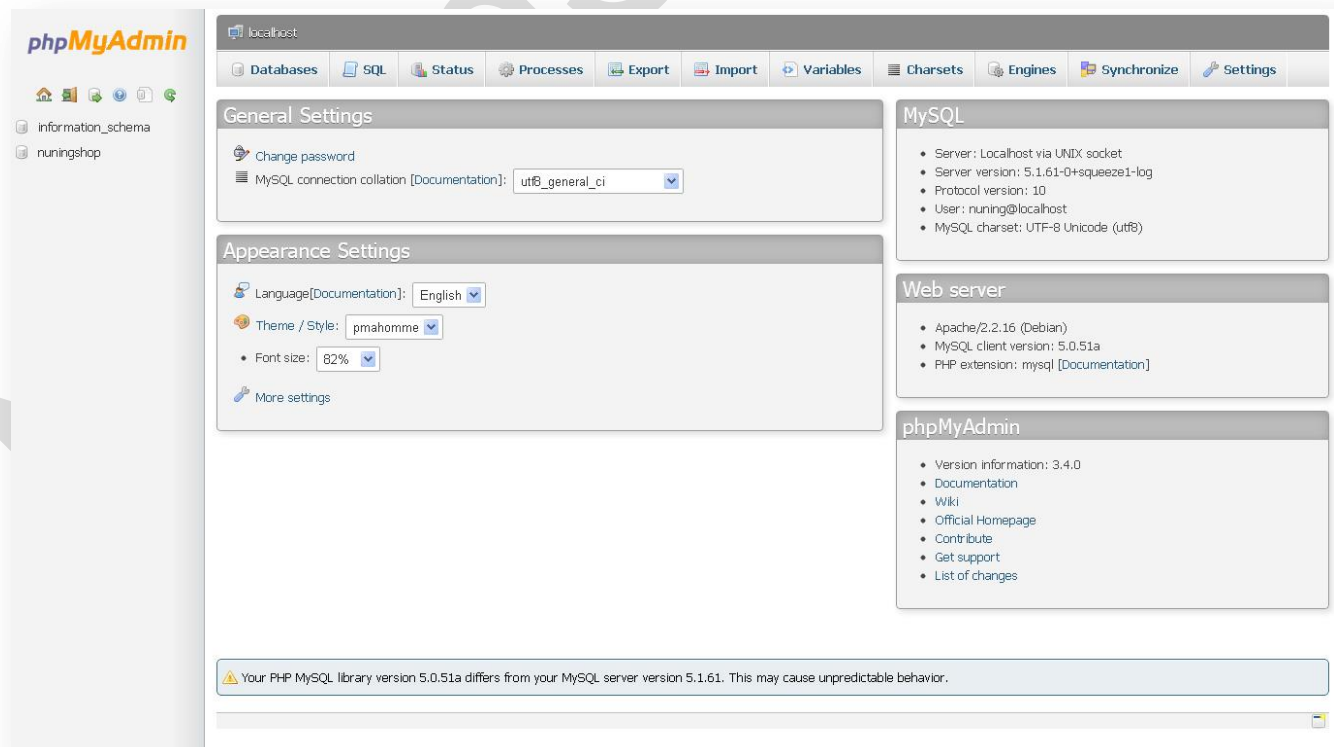 phpMyAdmin
information_schema
nuningshop
localhost
Databases SQL Status Processes Export Import Variables Charsets Engines Synchronize Settings
General Settings
Change password
MySQL connection collation [Documentation]: utf8_general_ci
Appearance Settings
Language[Documentation]: English
Theme / Style: pmahomme
• Font size: 82%
More settings
MySQL
• Server: Localhost via UNIX socket
• Server version: 5.1.61-0+squeeze1-log
• Protocol version: 10
• User: nuning@localhost
• MySQL charset: UTF-8 Unicode (utf8)
Web server
• Apache/2.2.16 (Debian)
• MySQL client version: 5.0.51a
• PHP extension: mysql [Documentation]
phpMyAdmin
• Version information: 3.4.0
• Documentation
• Wiki
• Official Homepage
• Contribute
• Get support
• List of changes
Your PHP MySQL library version 5.0.51a differs from your MySQL server version 5.1.61. This may cause unpredictable behavior.